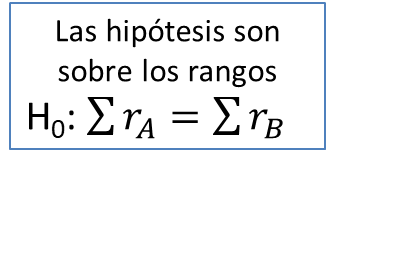 Las hipótesis son
sobre los rangos
H₀: ∑ r_A = ∑ r_B